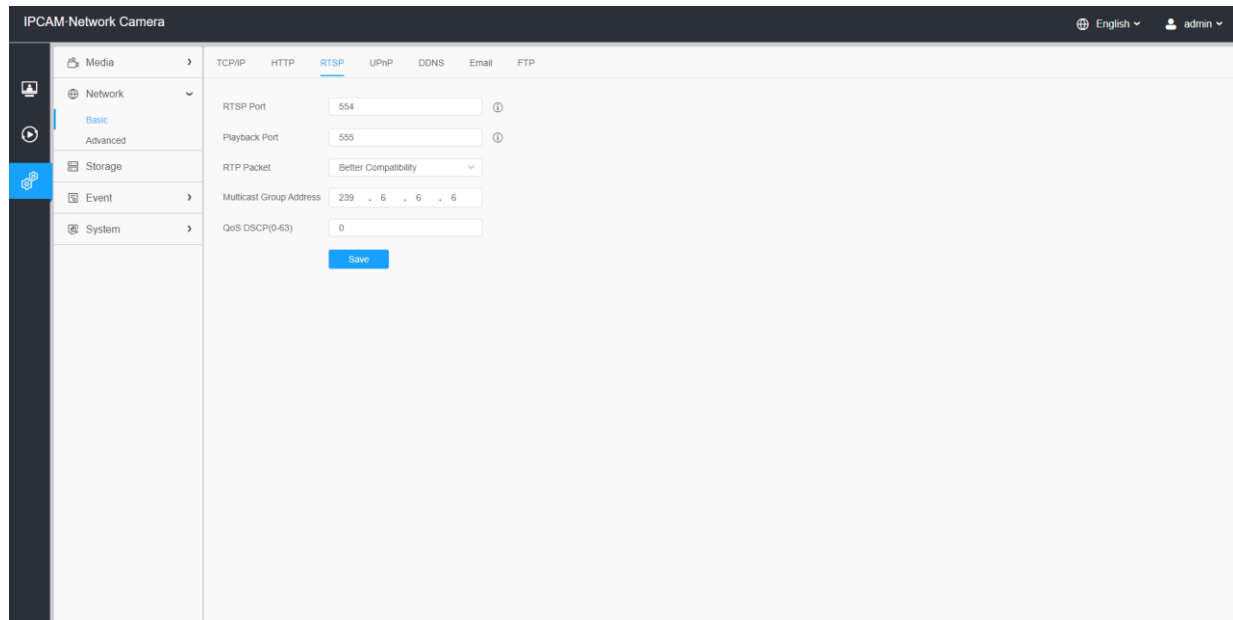 IPCAM·Network Camera
English
admin
Media
Network
Basic
Advanced
Storage
Event
System
TCP/IP HTTP RTSP UPnP DDNS Email FTP
RTSP Port 554
Playback Port 555
RTP Packet Better Compatibility
Multicast Group Address 239 . 6 . 6 . 6
QoS DSCP(0-63) 0
Save